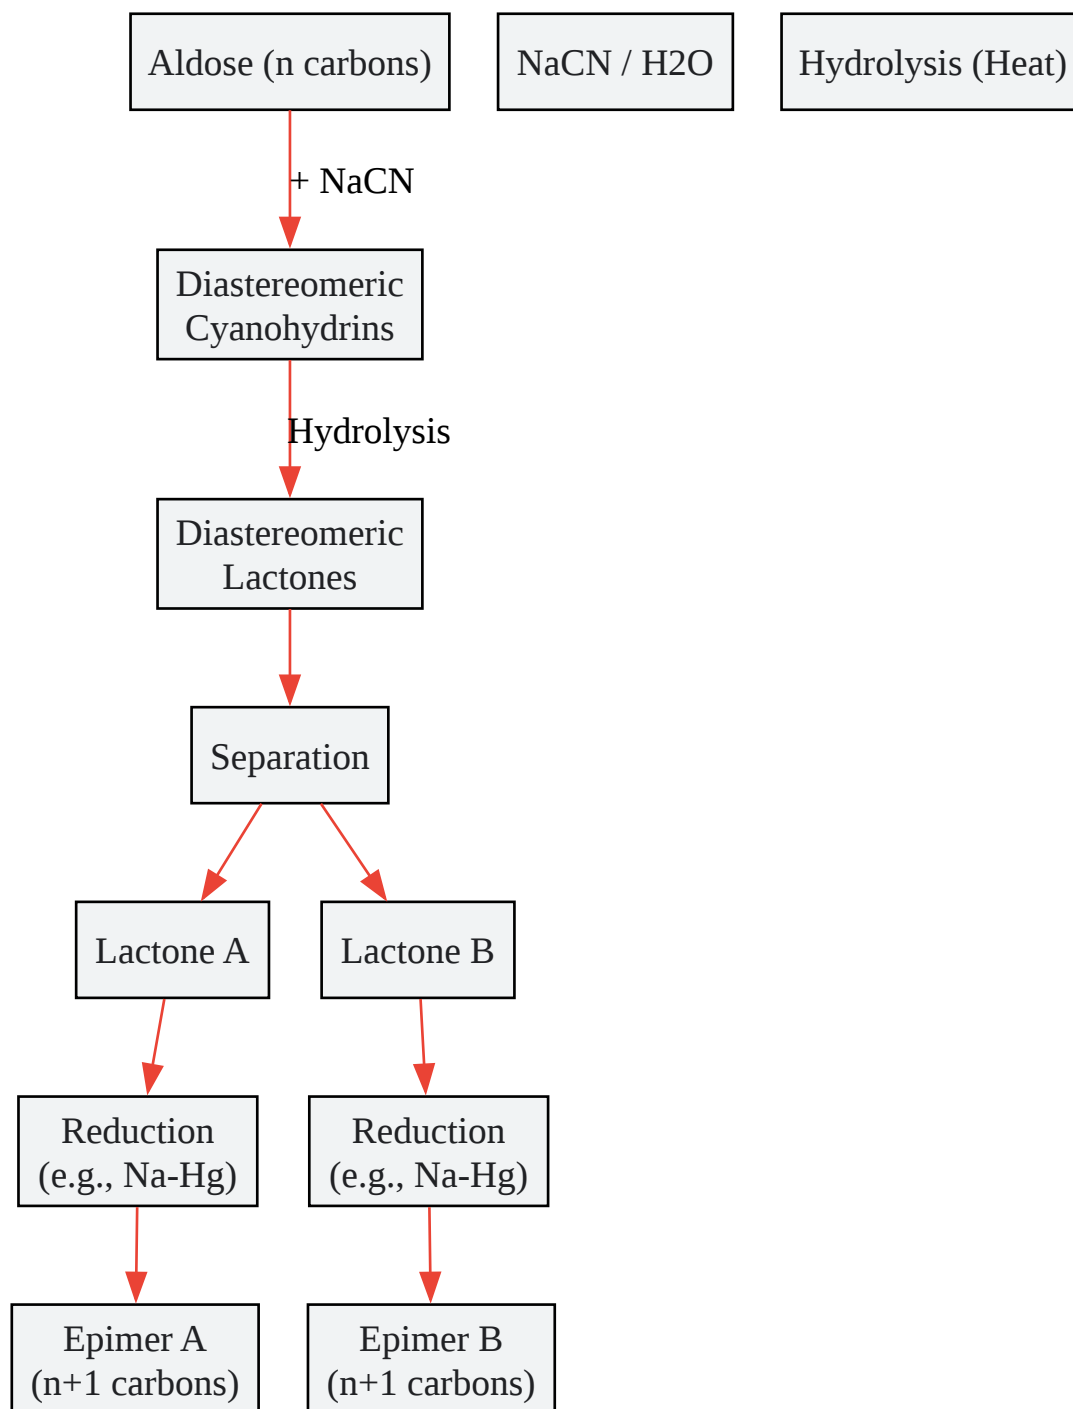 Aldose (n carbons)
NaCN / H2O
Hydrolysis (Heat)
+ NaCN
Diastereomeric
Cyanohydrins
Hydrolysis
Diastereomeric
Lactones
Separation
Lactone A
Lactone B
Reduction
(e.g., Na-Hg)
Reduction
(e.g., Na-Hg)
Epimer A
(n+1 carbons)
Epimer B
(n+1 carbons)